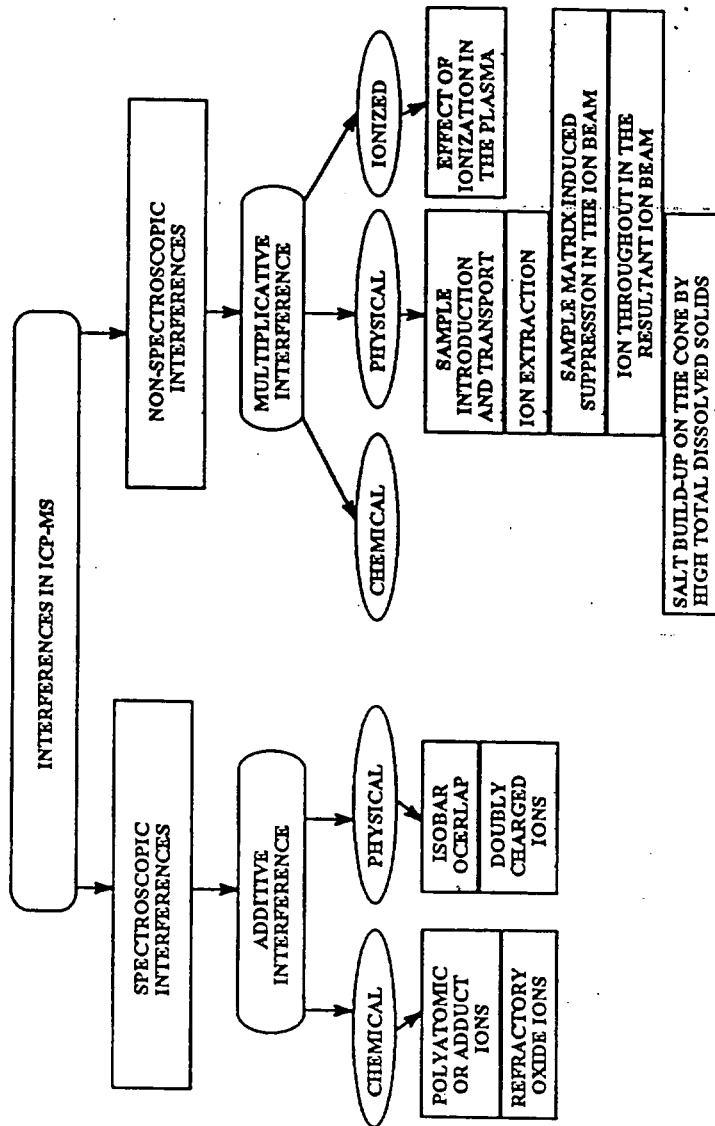 INTERFERENCES IN ICP-MS
SPECTROSCOPIC
INTERFERENCES
NON-SPECTROSCOPIC
INTERFERENCES
ADDITIVE
INTERFERENCE
MULTIPLICATIVE
INTERFERENCE
CHEMICAL
PHYSICAL
CHEMICAL
PHYSICAL
IONIZED
POLYATOMIC
OR ADDUCT
IONS
REFRACTORY
OXIDE IONS
ISOBAR
OCERLAP
DOUBLY
CHARGED
IONS
SAMPLE
INTRODUCTION
AND TRANSPORT
ION EXTRACTION
EFFECT OF
IONIZATION IN
THE PLASMA
SAMPLE MATRIX INDUCED
SUPPRESSION IN THE ION BEAM
ION THROUGHOUT IN THE
RESULTANT ION BEAM
SALT BUILD-UP ON THE CONE BY
HIGH TOTAL DISSOLVED SOLIDS